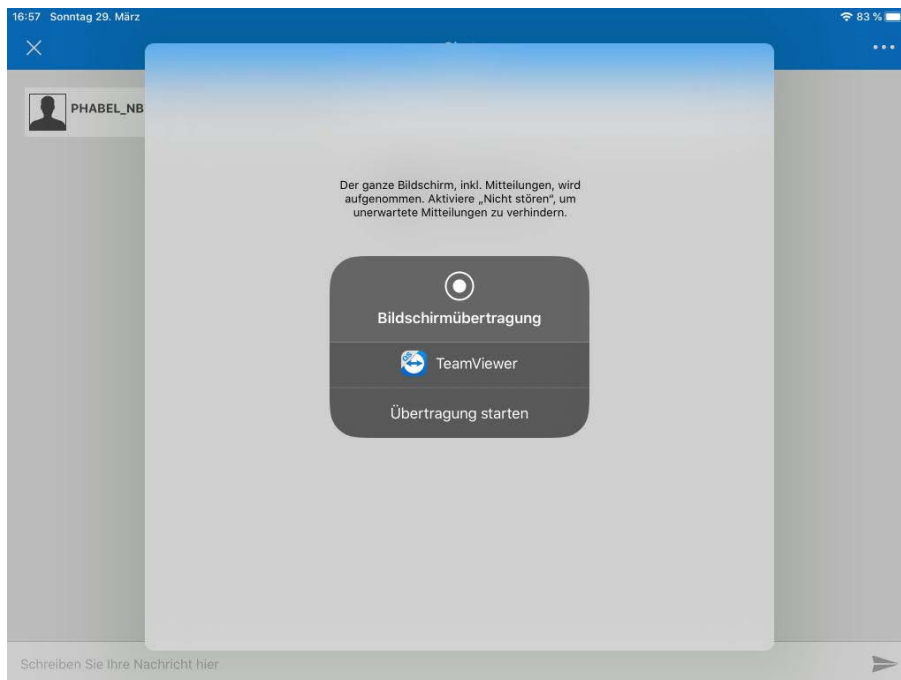 16:57 Sonntag 29. März
83 %
PHABEL_NB
Der ganze Bildschirm, inkl. Mitteilungen, wird
aufgenommen. Aktiviere „Nicht stören“, um
unerwartete Mitteilungen zu verhindern.
Bildschirmübertragung
QS
TeamViewer
Übertragung starten
Schreiben Sie Ihre Nachricht hier